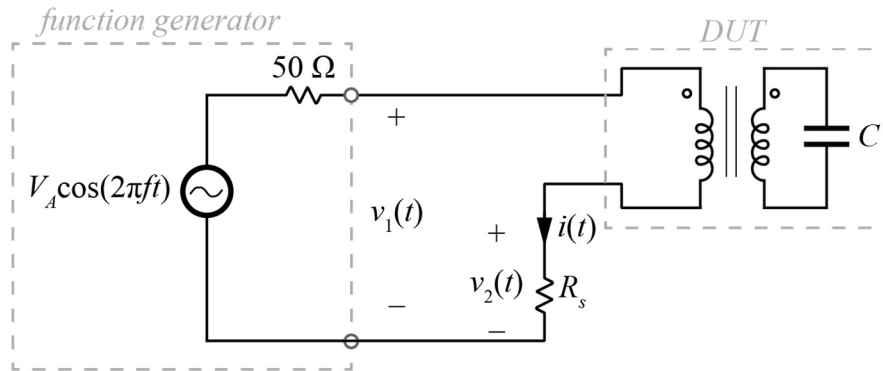 function generator
DUT
50 Ω
+
C
V_A cos(2πft)
v_1(t)
+
i(t)
v_2(t)
R_s
−
−